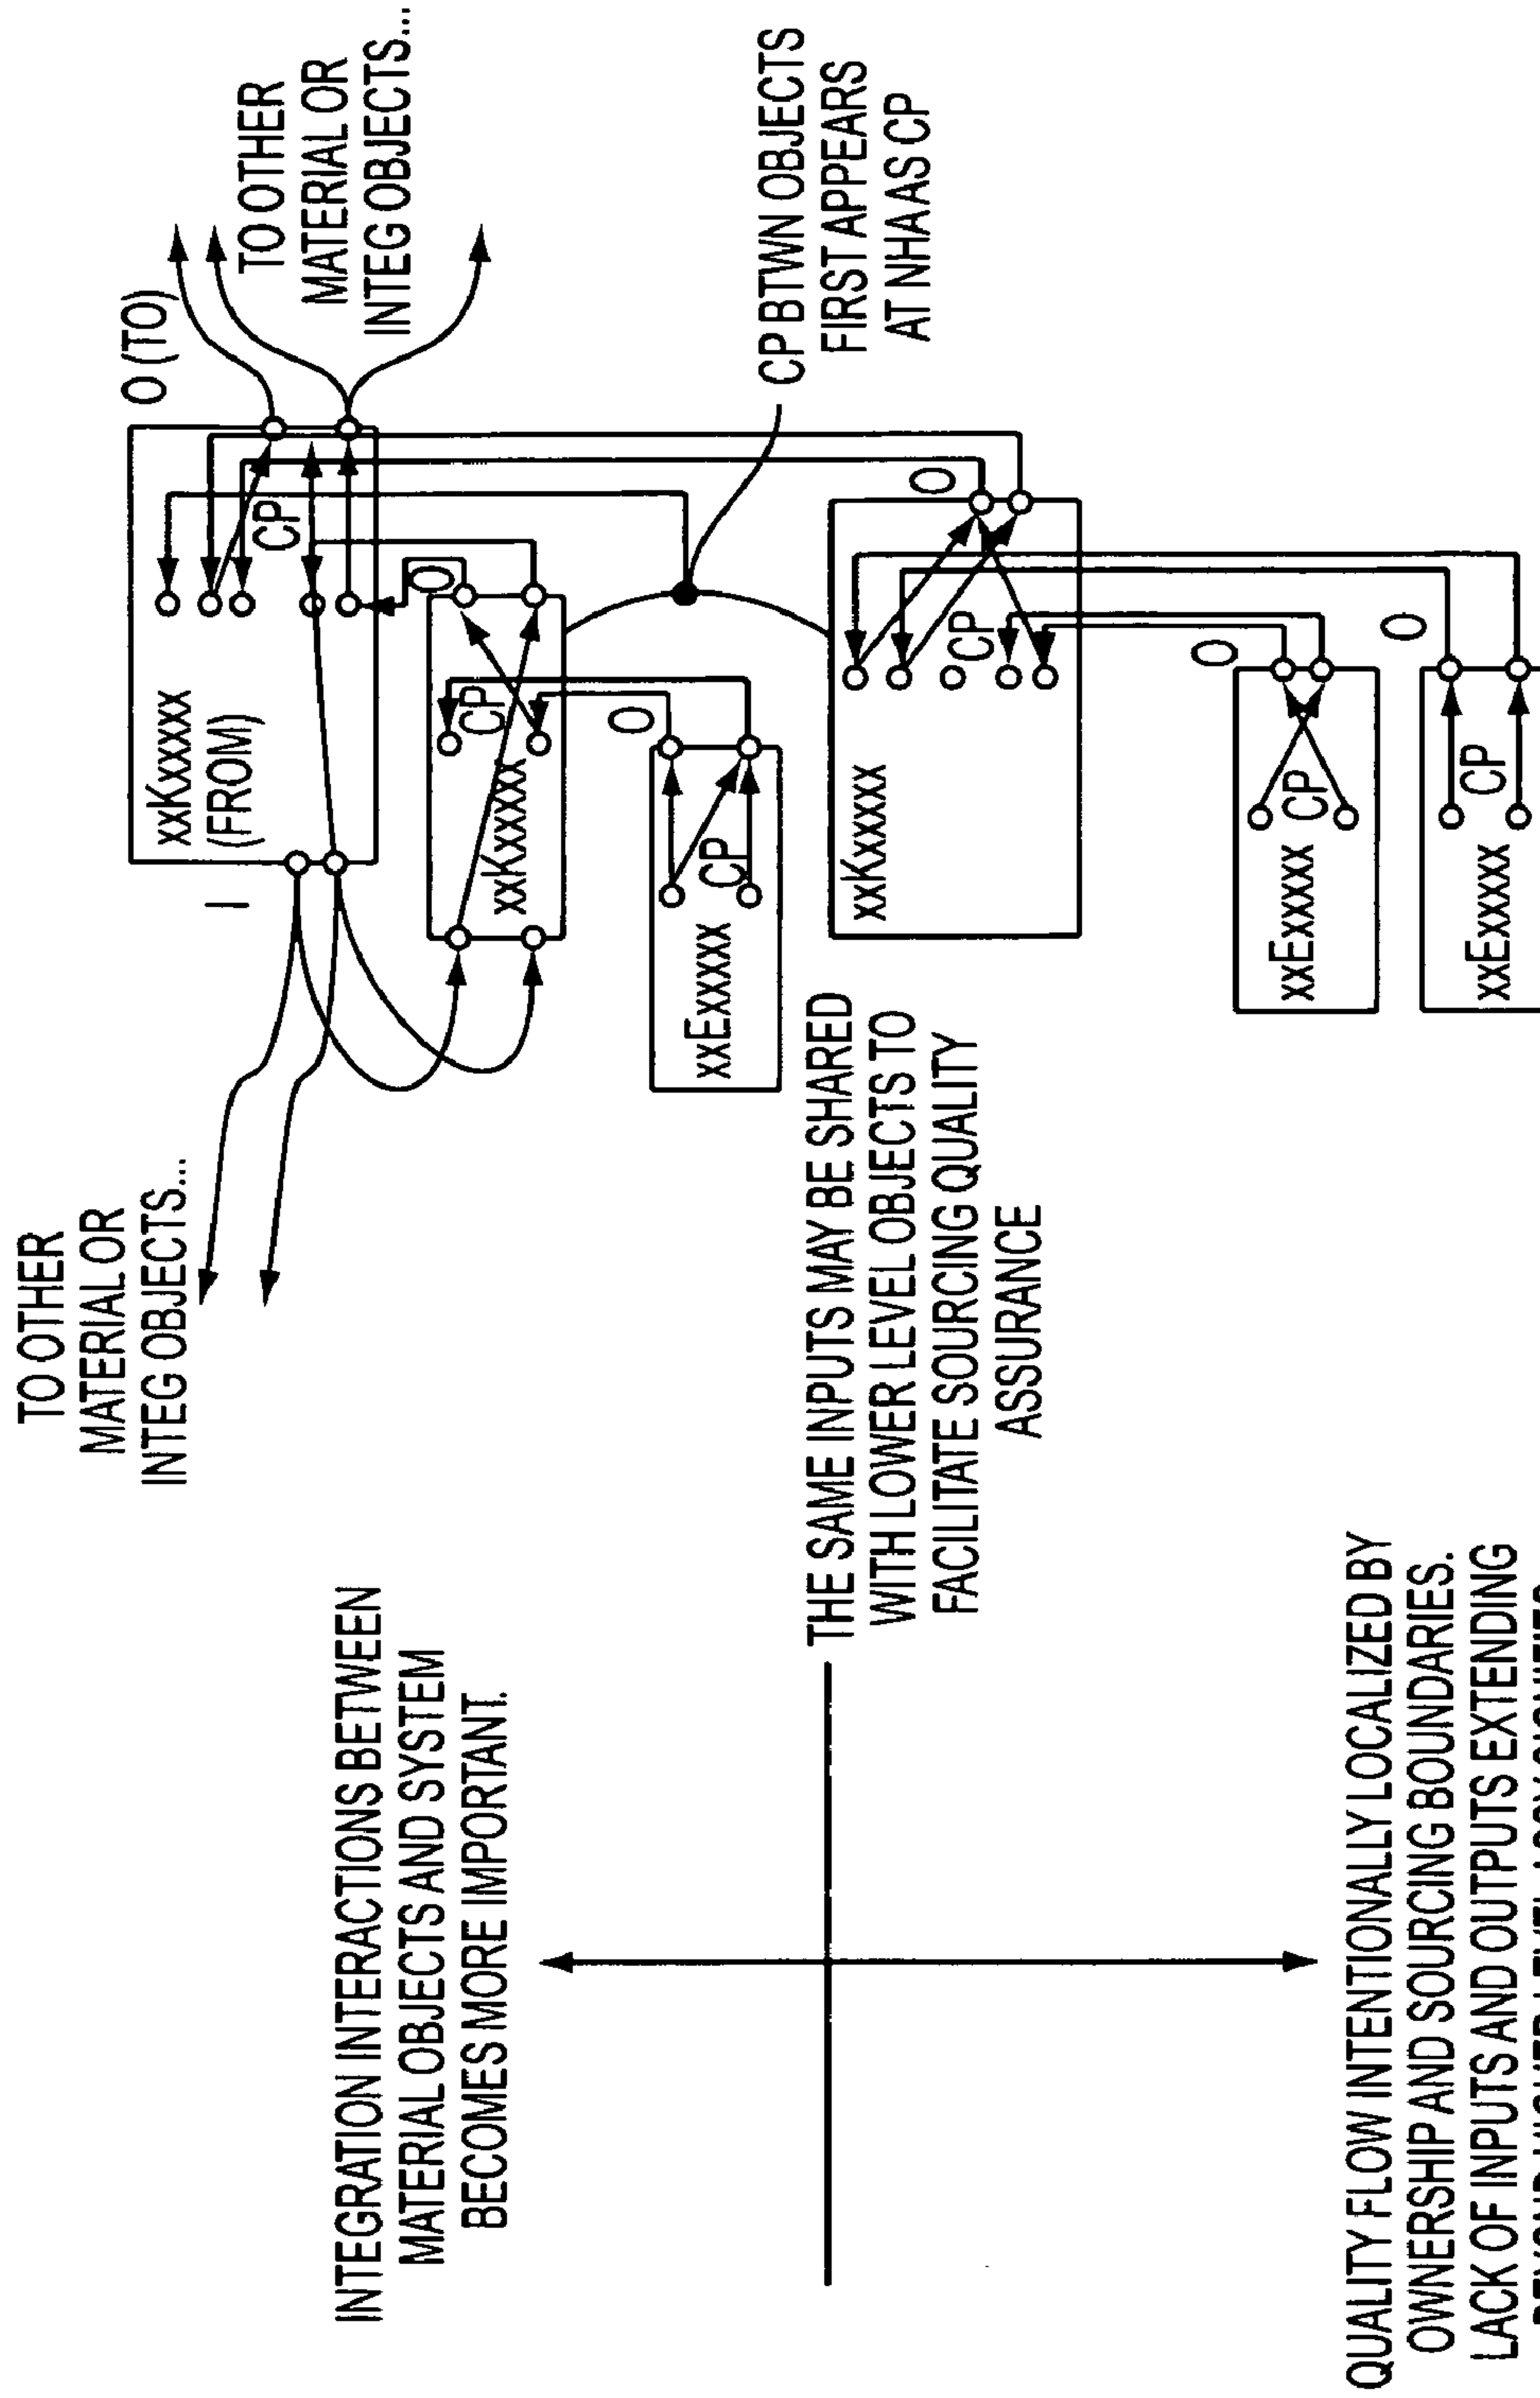 TO OTHER
MATERIAL OR
INTEG OBJECTS...
O (TO)
TO OTHER
MATERIAL OR
INTEG OBJECTS...
I
xxKxxxxx
(FROM)
CP
INTEGRATION INTERACTIONS BETWEEN
MATERIAL OBJECTS AND SYSTEM
BECOMES MORE IMPORTANT.
O
xxKxxxxx
CP
O
xxExxxxx
CP
CP BTWN OBJECTS
FIRST APPEARS
AT NHA AS CP
THE SAME INPUTS MAY BE SHARED
WITH LOWER LEVEL OBJECTS TO
FACILITATE SOURCING QUALITY
ASSURANCE
xxKxxxxx
O
CP
O
xxExxxxx
CP
O
xxExxxxx
CP
QUALITY FLOW INTENTIONALLY LOCALIZED BY
OWNERSHIP AND SOURCING BOUNDARIES.
LACK OF INPUTS AND OUTPUTS EXTENDING